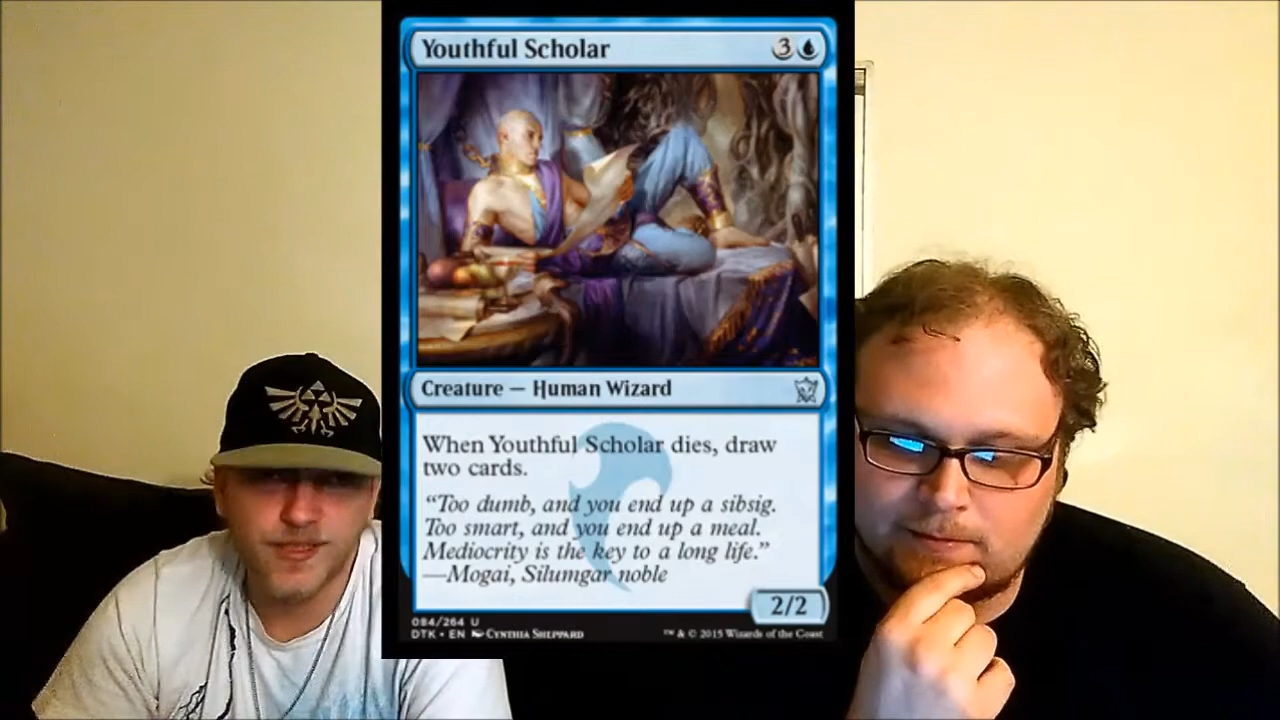 Youthful Scholar 3
Creature — Human Wizard
When Youthful Scholar dies, draw
two cards.
“Too dumb, and you end up a sibsig.
Too smart, and you end up a meal.
Mediocrity is the key to a long life.”
—Mogai, Silumgar noble
2/2
084/264 U
DTK • EN Cynthia Sheppard ™ & © 2015 Wizards of the Coast